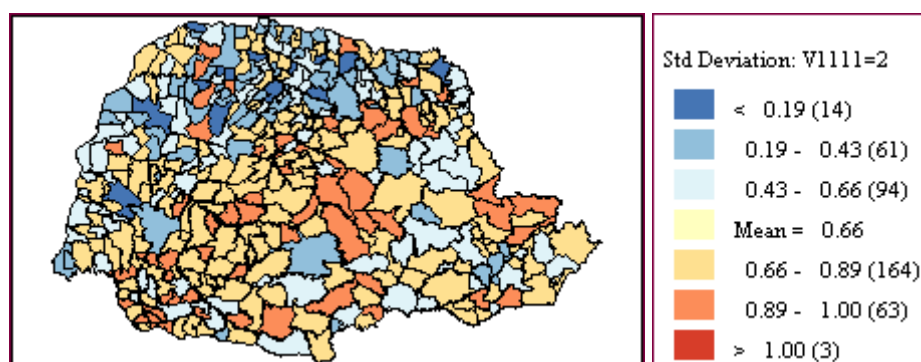 Std Deviation: V1111=2
< 0.19 (14)
0.19 - 0.43 (61)
0.43 - 0.66 (94)
Mean = 0.66
0.66 - 0.89 (164)
0.89 - 1.00 (63)
> 1.00 (3)